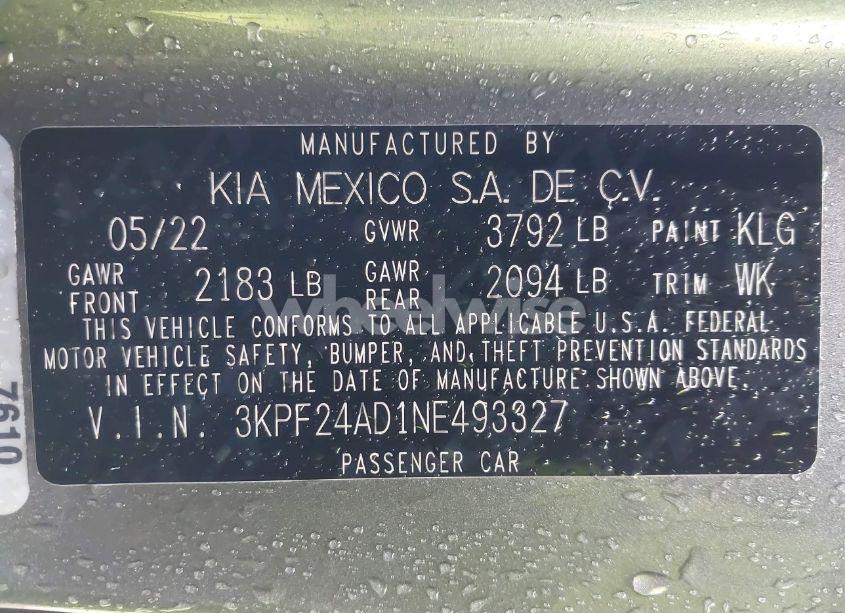 MANUFACTURED BY
KIA MEXICO S.A. DE C.V.
05/22 GVWR 3792 LB PAINT KLG
GAWR FRONT 2183 LB GAWR REAR 2094 LB TRIM WK
THIS VEHICLE CONFORMS TO ALL APPLICABLE U.S.A. FEDERAL
MOTOR VEHICLE SAFETY, BUMPER, AND THEFT PREVENTION STANDARDS
IN EFFECT ON THE DATE OF MANUFACTURE SHOWN ABOVE.
V.I.N. 3KPF24AD1NE493327
PASSENGER CAR
7610
wheelwire